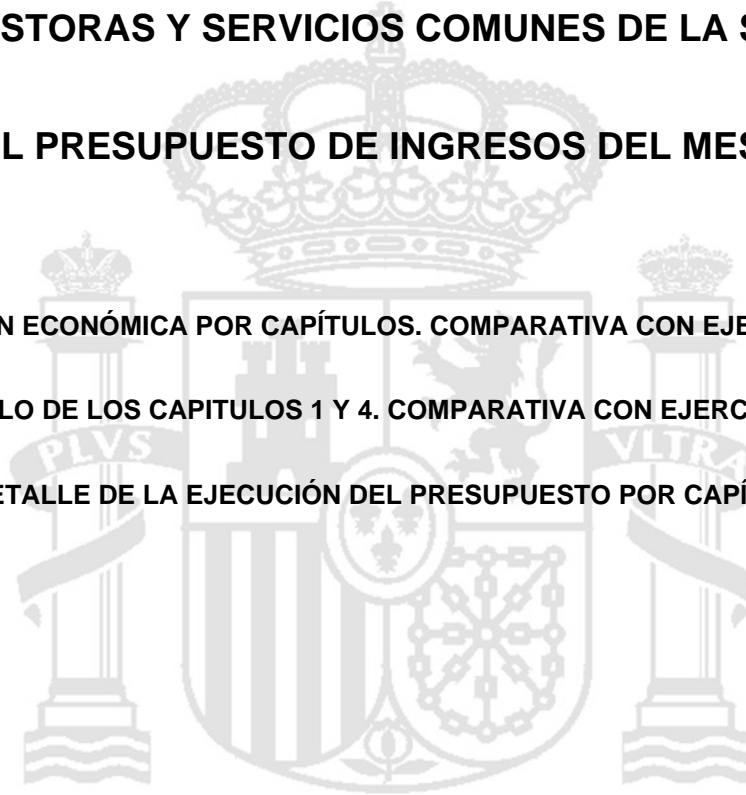 STORAS Y SERVICIOS COMUNES DE LA S
L PRESUPUESTO DE INGRESOS DEL MES
N ECONÓMICA POR CAPÍTULOS. COMPARATIVA CON EJE
LO DE LOS CAPITULOS 1 Y 4. COMPARATIVA CON EJERC
PLVS VLTRA
ETALLE DE LA EJECUCIÓN DEL PRESUPUESTO POR CAPÍ